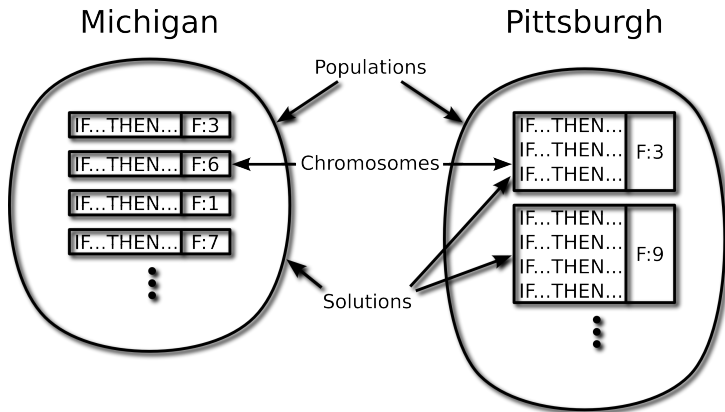 Michigan
Pittsburgh
Populations
IF...THEN... F:3
IF...THEN... F:6
IF...THEN... F:1
IF...THEN... F:7
Chromosomes
Solutions
IF...THEN...
IF...THEN...
IF...THEN...
F:3
IF...THEN...
IF...THEN...
IF...THEN...
IF...THEN...
F:9